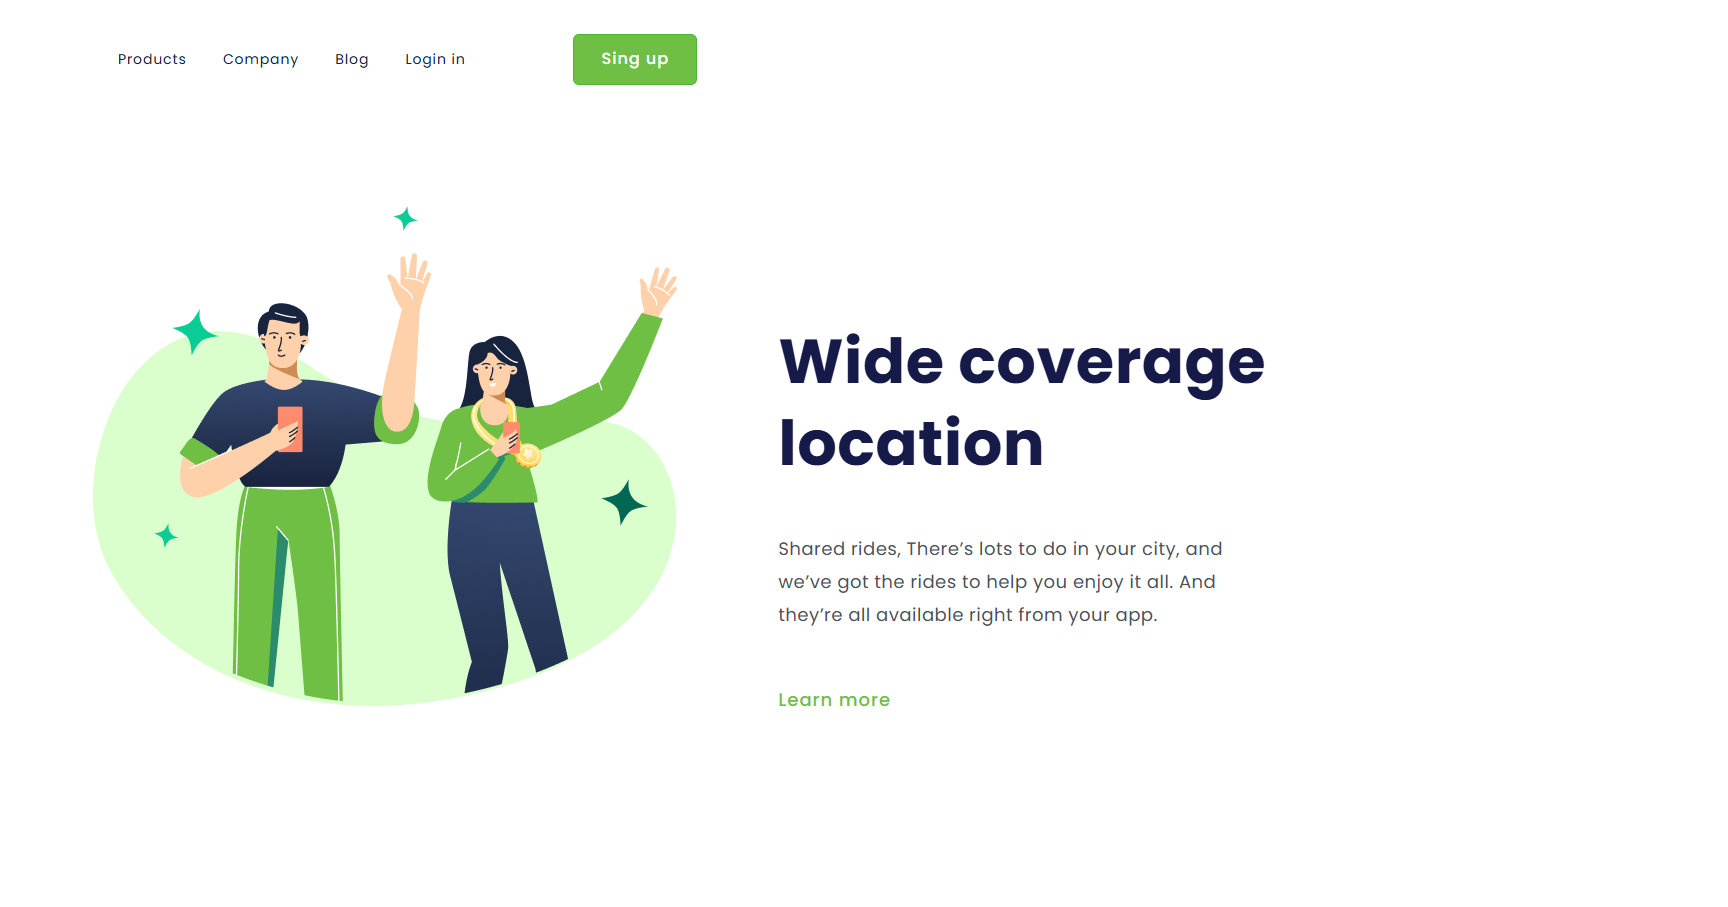 Products Company Blog Login in Sing up
Wide coverage
location
Shared rides, There’s lots to do in your city, and
we’ve got the rides to help you enjoy it all. And
they’re all available right from your app.
Learn more